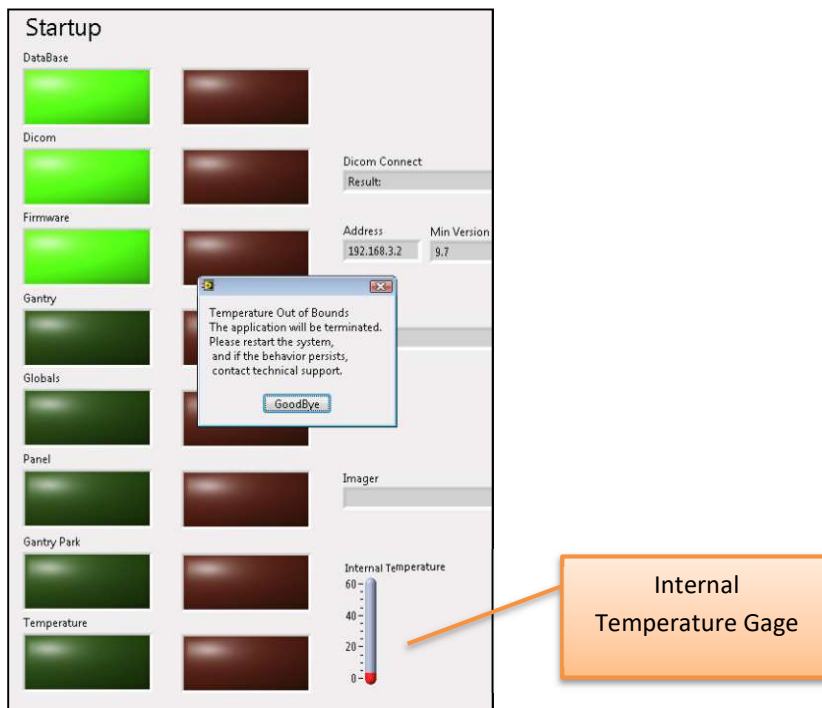 Startup
DataBase
Dicom
Dicom Connect
Result:
Firmware
Address Min Version
192.168.3.2 9.7
Gantry
Temperature Out of Bounds
The application will be terminated.
Please restart the system,
and if the behavior persists,
contact technical support.
GoodBye
Globals
Panel
Imager
Gantry Park
Internal Temperature
60
40
20
0
Temperature
Internal
Temperature Gage